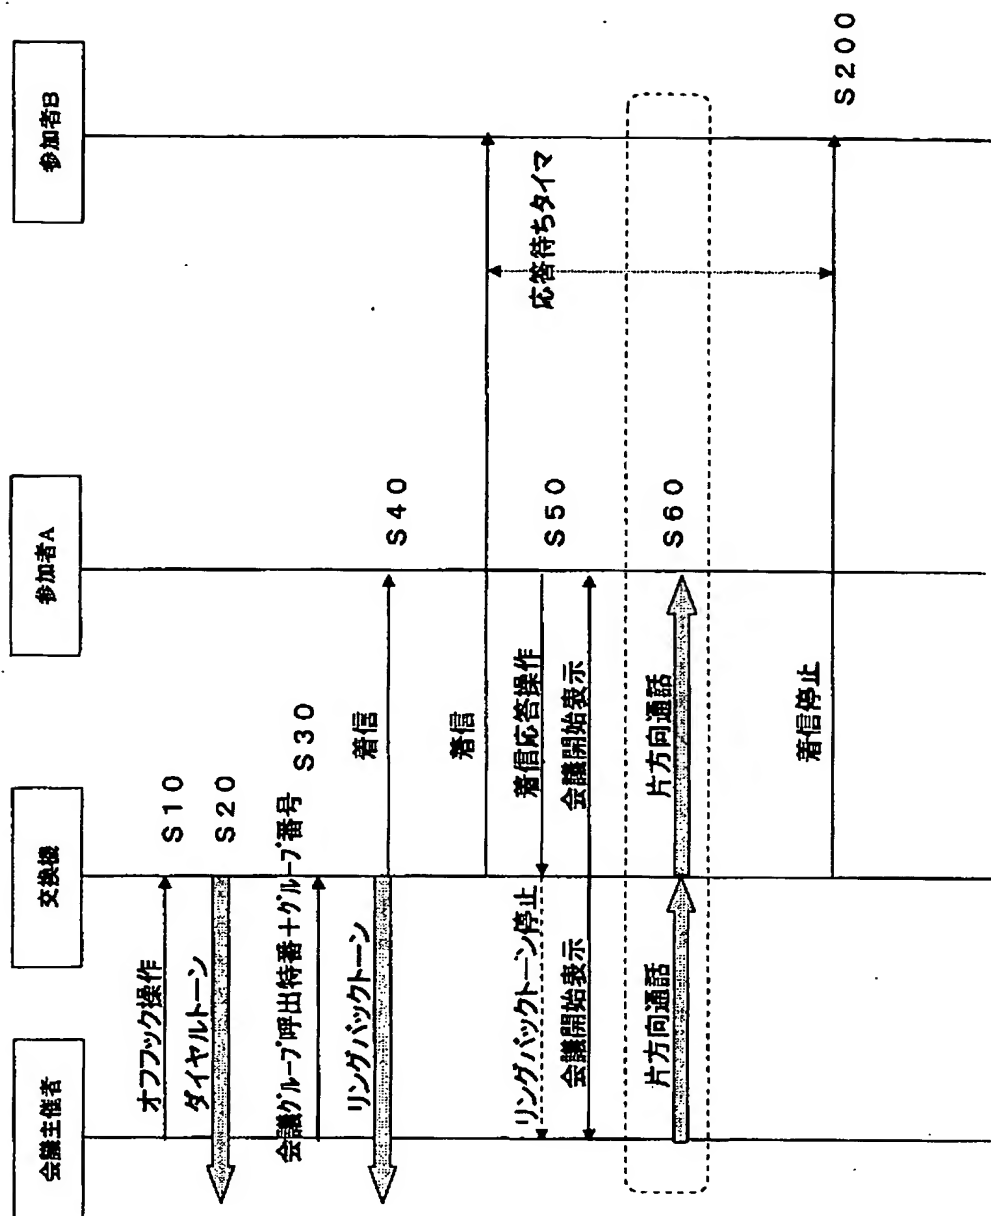 会議主催者
交換機
参加者A
参加者B
オフフック操作
S10
ダイヤルトーン
S20
会議グループ呼出特番+グループ番号
S30
リングバックトーン
着信
S40
着信
リングバックトーン停止
着信応答操作
S50
応答待ちタイマ
会議開始表示
会議開始表示
片方向通話
片方向通話
S60
着信停止
S200